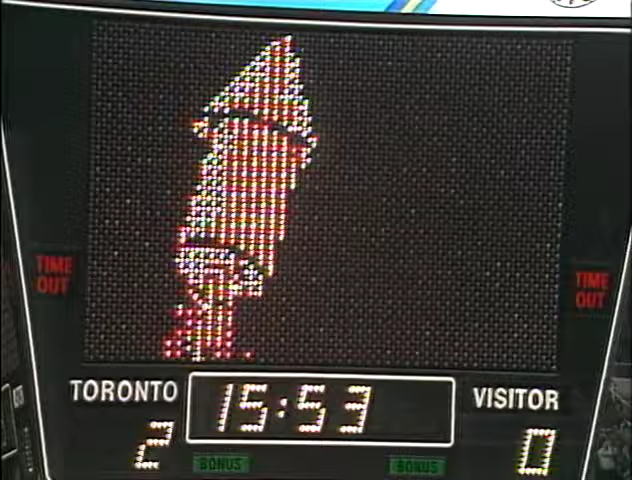 TIME
OUT
TIME
OUT
TORONTO
15:53
VISITOR
2
BONUS
BONUS
0